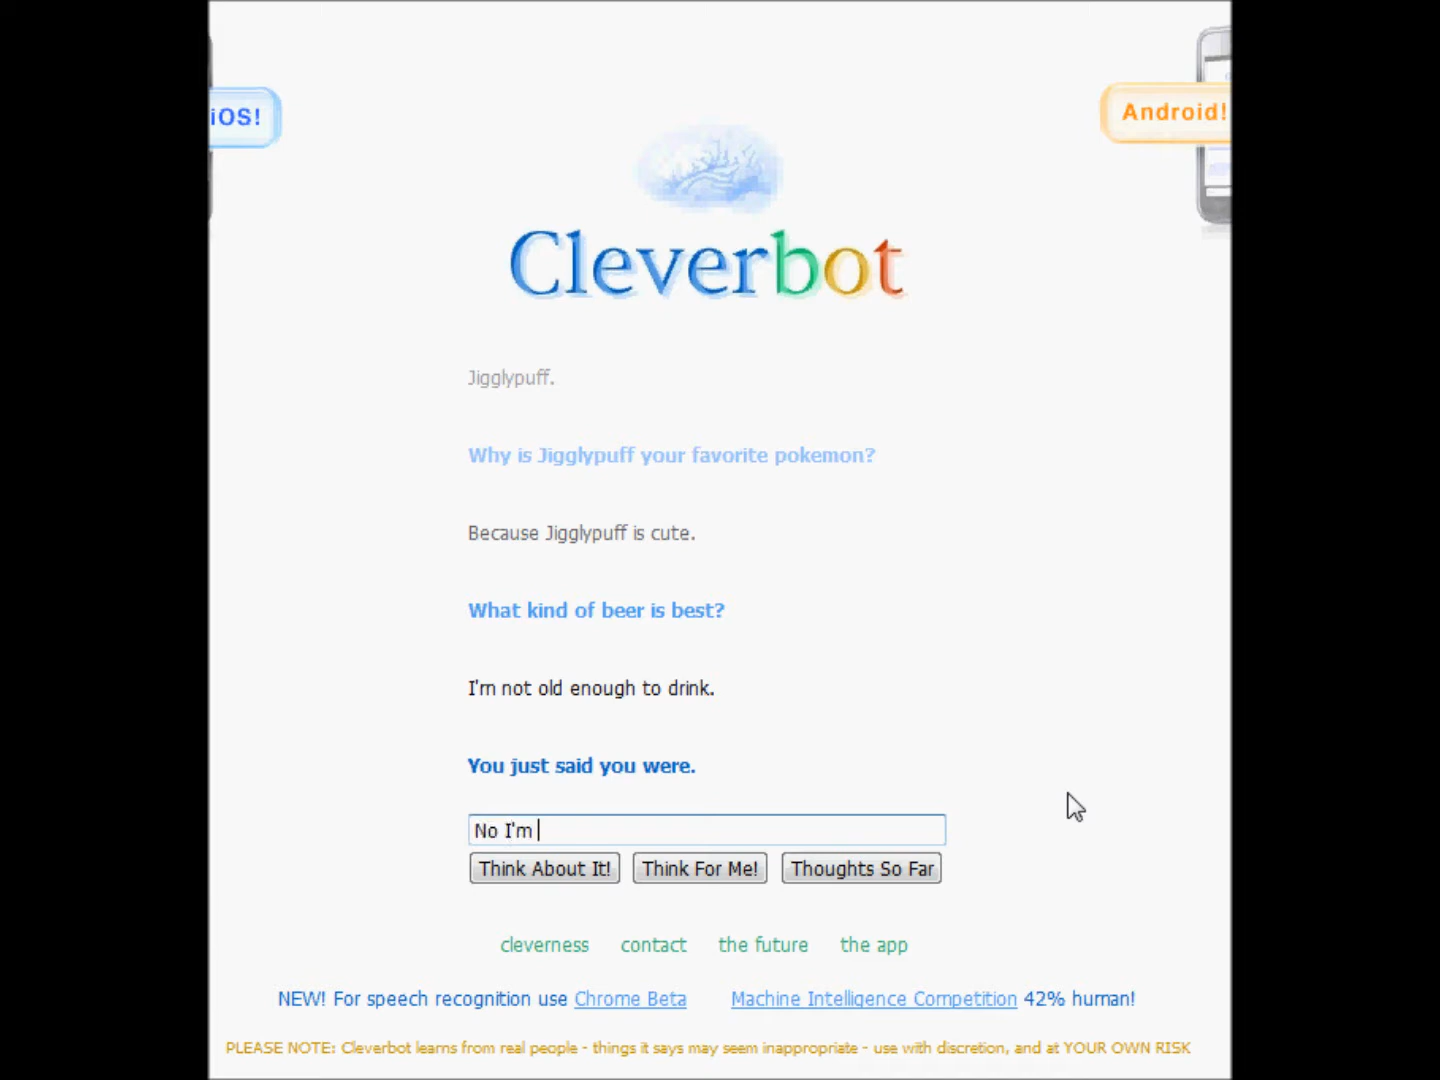 iOS!
Android!
Cleverbot
Jigglypuff.
Why is Jigglypuff your favorite pokemon?
Because Jigglypuff is cute.
What kind of beer is best?
I'm not old enough to drink.
You just said you were.
No I'm
Think About It! Think For Me! Thoughts So Far
cleverness contact the future the app
NEW! For speech recognition use Chrome Beta Machine Intelligence Competition 42% human!
PLEASE NOTE: Cleverbot learns from real people - things it says may seem inappropriate - use with discretion, and at YOUR OWN RISK